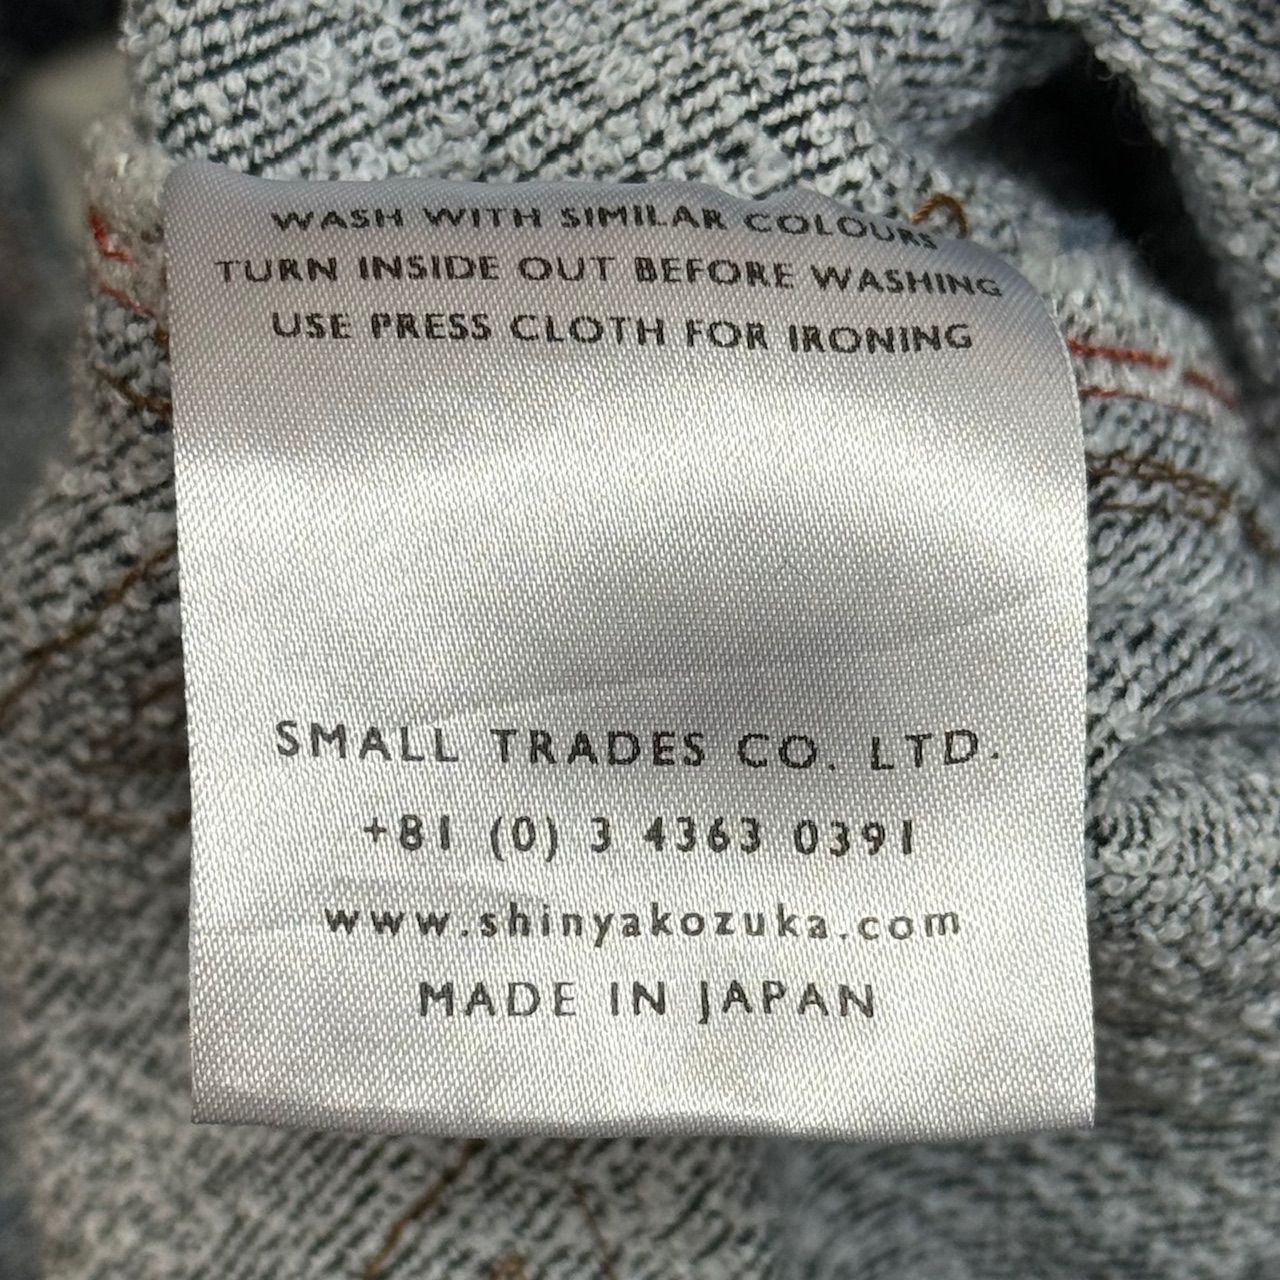 WASH WITH SIMILAR COLOURS
TURN INSIDE OUT BEFORE WASHING
USE PRESS CLOTH FOR IRONING
SMALL TRADES CO. LTD.
+81 (0) 3 4363 0391
www.shinyakozuka.com
MADE IN JAPAN